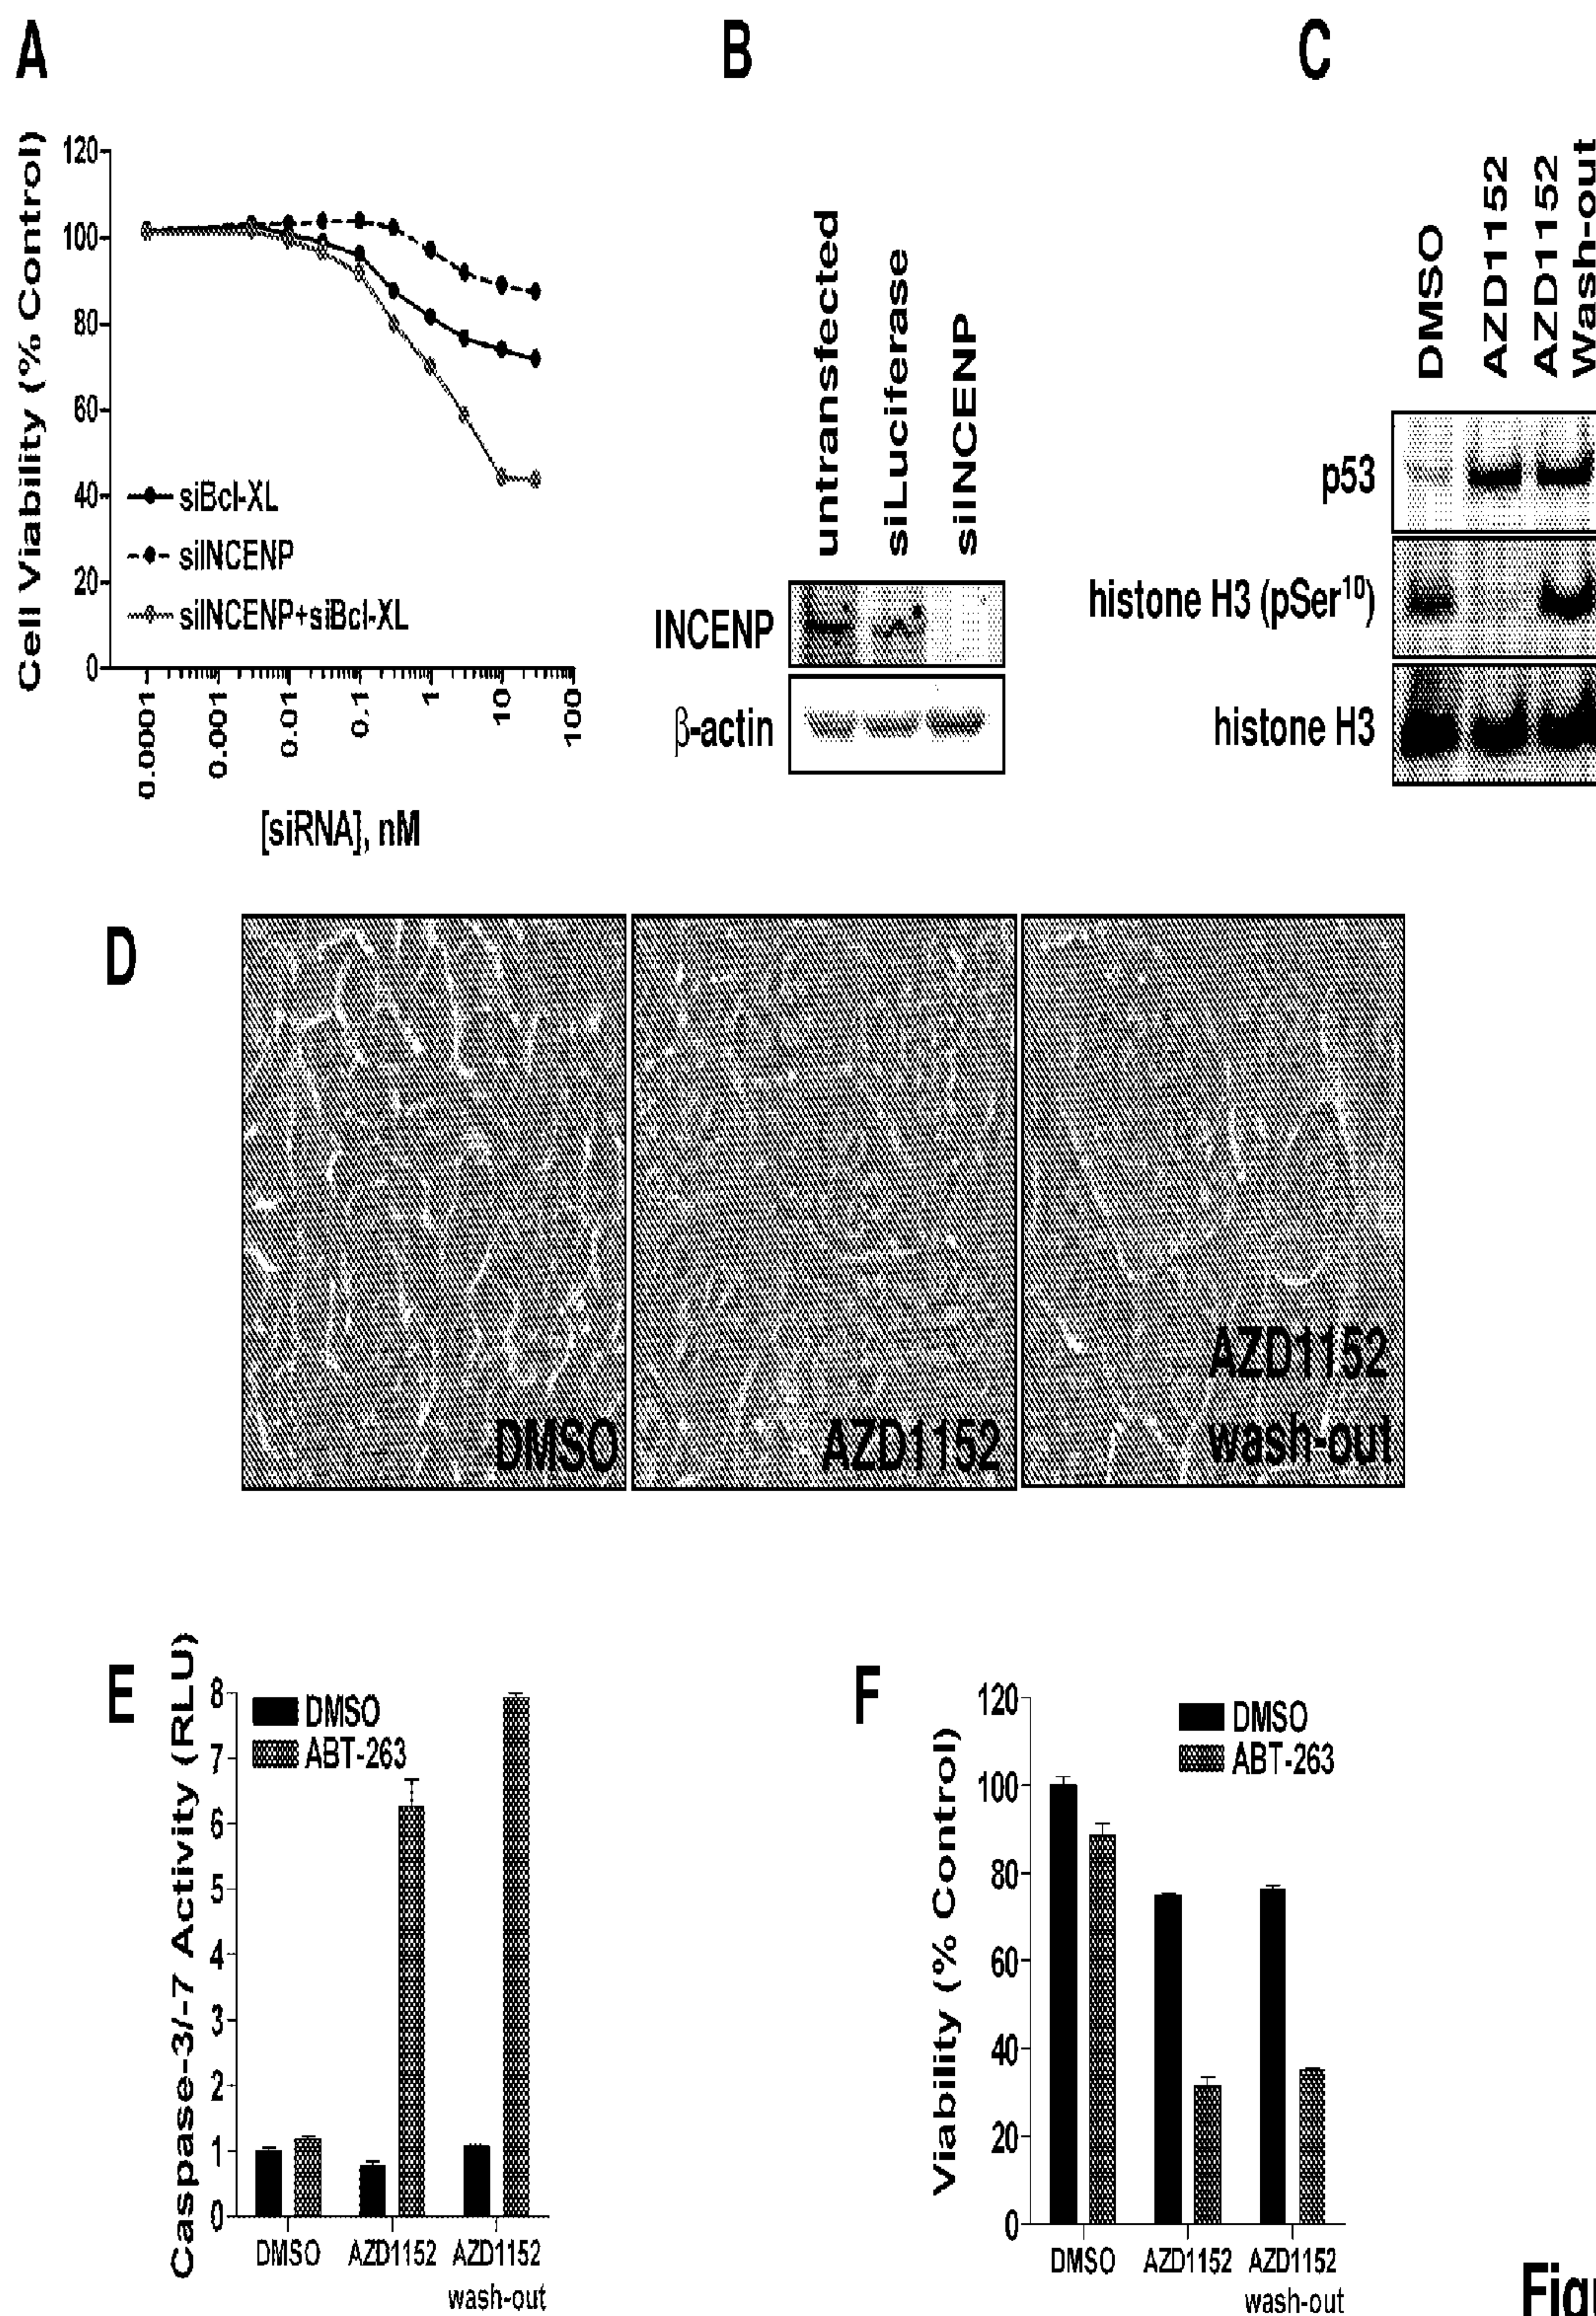 A
Cell Viability (% Control)
120
100
80
60
40
20
0
siBcl-XL
siINCENP
siINCENP+siBcl-XL
0.0001
0.001
0.01
0.1
1
10
100
[siRNA], nM
B
untransfected
siLuciferase
siINCENP
INCENP
β-actin
C
DMSO
AZD1152
AZD1152
Wash-out
p53
histone H3 (pSer¹⁰)
histone H3
D
DMSO
AZD1152
AZD1152
wash-out
E
Caspase-3/-7 Activity (RLU)
8
7
6
5
4
3
2
1
0
DMSO
ABT-263
DMSO
AZD1152
AZD1152
wash-out
F
Viability (% Control)
120
100
80
60
40
20
0
DMSO
ABT-263
DMSO
AZD1152
AZD1152
wash-out